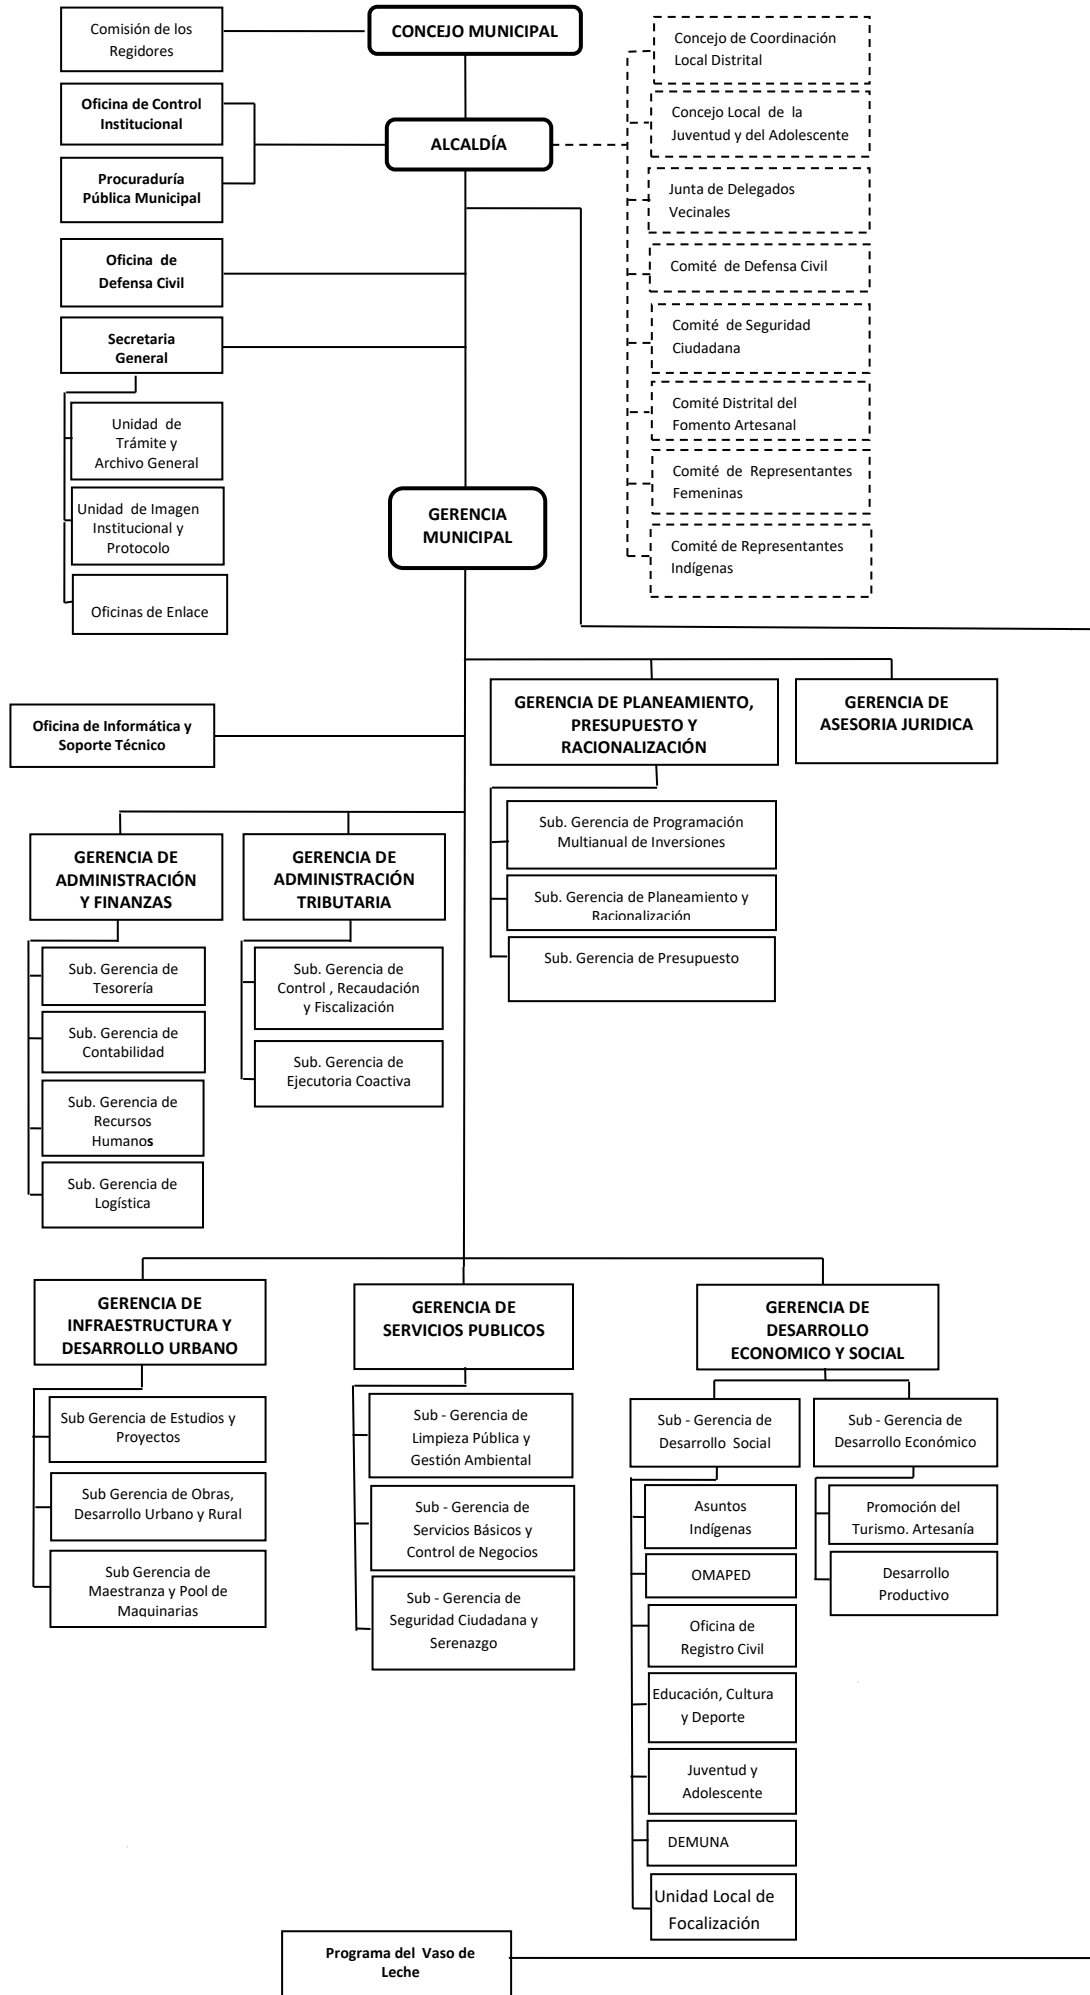 Comisión de los
Regidores
CONCEJO MUNICIPAL
Concejo de Coordinación
Local Distrital
Oficina de Control
Institucional
ALCALDÍA
Concejo Local de la
Juventud y del Adolescente
Procuraduría
Pública Municipal
Junta de Delegados
Vecinales
Oficina de
Defensa Civil
Comité de Defensa Civil
Secretaria
General
Comité de Seguridad
Ciudadana
Unidad de
Trámite y
Archivo General
Comité Distrital del
Fomento Artesanal
Unidad de Imagen
Institucional y
Protocolo
GERENCIA
MUNICIPAL
Comité de Representantes
Femeninas
Oficinas de Enlace
Comité de Representantes
Indígenas
Oficina de Informática y
Soporte Técnico
GERENCIA DE PLANEAMIENTO,
PRESUPUESTO Y
RACIONALIZACIÓN
GERENCIA DE
ASESORIA JURIDICA
Sub. Gerencia de Programación
Multianual de Inversiones
Sub. Gerencia de Planeamiento y
Racionalización
Sub. Gerencia de Presupuesto
GERENCIA DE
ADMINISTRACIÓN
Y FINANZAS
GERENCIA DE
ADMINISTRACIÓN
TRIBUTARIA
Sub. Gerencia de
Tesorería
Sub. Gerencia de
Contabilidad
Sub. Gerencia de
Recursos
Humanos
Sub. Gerencia de
Logística
Sub. Gerencia de
Control , Recaudación
y Fiscalización
Sub. Gerencia de
Ejecutoria Coactiva
GERENCIA DE
INFRAESTRUCTURA Y
DESARROLLO URBANO
GERENCIA DE
SERVICIOS PUBLICOS
GERENCIA DE
DESARROLLO
ECONOMICO Y SOCIAL
Sub Gerencia de Estudios y
Proyectos
Sub Gerencia de Obras,
Desarrollo Urbano y Rural
Sub Gerencia de
Maestranza y Pool de
Maquinarias
Sub - Gerencia de
Limpieza Pública y
Gestión Ambiental
Sub - Gerencia de
Servicios Básicos y
Control de Negocios
Sub - Gerencia de
Seguridad Ciudadana y
Serenazgo
Sub - Gerencia de
Desarrollo Social
Asuntos
Indígenas
OMAPED
Oficina de
Registro Civil
Educación, Cultura
y Deporte
Juventud y
Adolescente
DEMUNA
Unidad Local de
Focalización
Sub - Gerencia de
Desarrollo Económico
Promoción del
Turismo. Artesanía
Desarrollo
Productivo
Programa del Vaso de
Leche